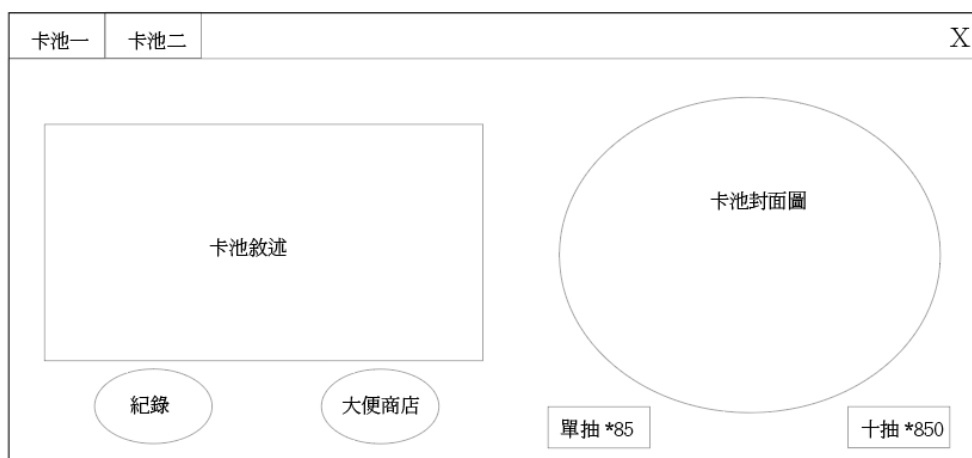 卡池一
卡池二
X
卡池敘述
卡池封面圖
紀錄
大便商店
單抽 *85
十抽 *850